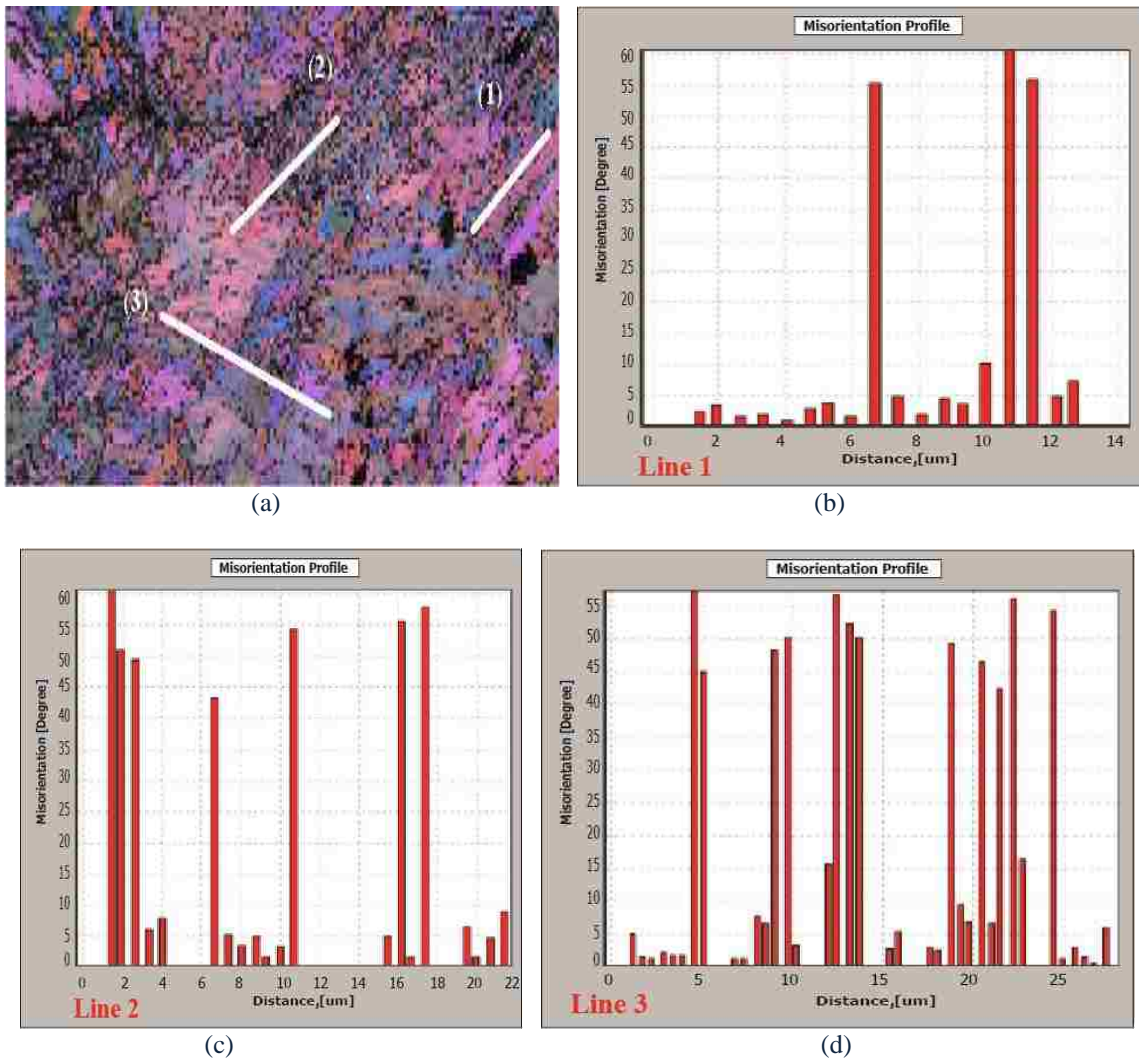 (2)
(1)
(3)
(a)
Misorientation Profile
Misorientation [Degree]
60
55
50
45
40
35
30
25
20
15
10
5
0
0 2 4 6 8 10 12 14
Distance,[um]
Line 1
(b)
Misorientation Profile
Misorientation [Degree]
60
50
45
40
35
30
25
20
15
10
5
0
0 2 4 6 8 10 12 14 16 18 20 22
Distance,[um]
Line 2
(c)
Misorientation Profile
Misorientation [Degree]
55
50
45
40
35
30
25
20
15
10
5
0
0 5 10 15 20 25
Distance,[um]
Line 3
(d)